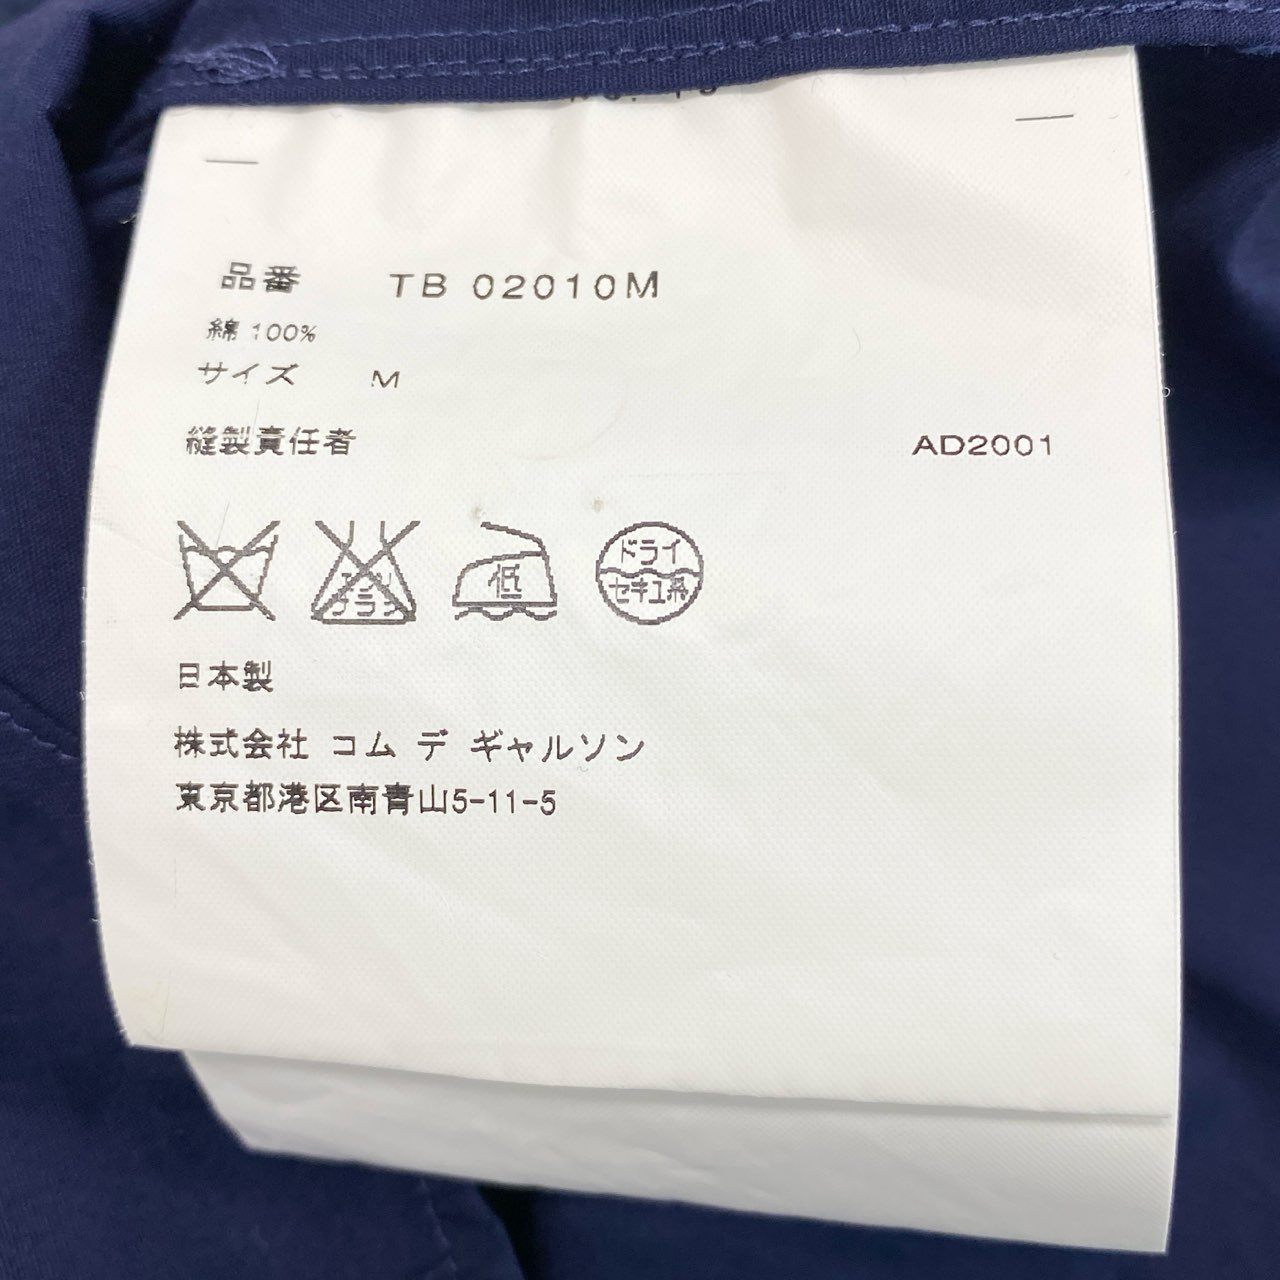 品番 TB 02010M
綿 100%
サイズ M
縫製責任者 AD2001
低
ドライ
セキユ系
日本製
株式会社 コム デ ギャルソン
東京都港区南青山5-11-5